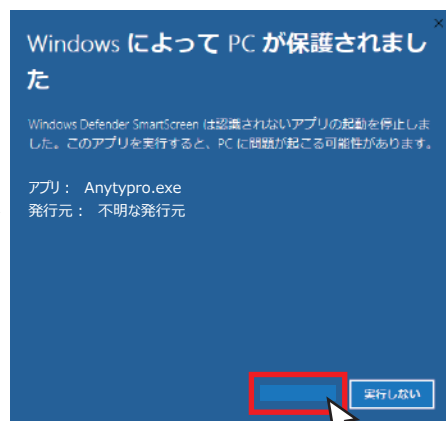 Windows によって PC が保護されまし
た
Windows Defender SmartScreen は認識されないアプリの起動を停止しま
した。このアプリを実行すると、PC に問題が起こる可能性があります。
アプリ： Anytypro.exe
発行元： 不明な発行元
実行しない